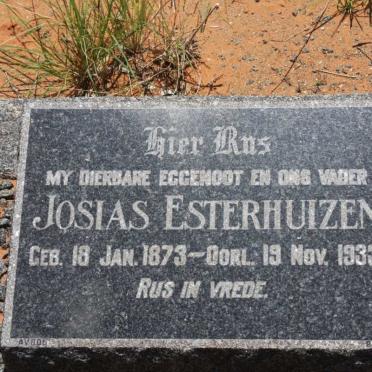 Hier Rus
MY DIERBARE EGGENOOT EN ONS VADER
JOSIAS ESTERHUIZEN
GEB. 18 JAN. 1873 — OORL. 19 NOV. 193
RUS IN VREDE.